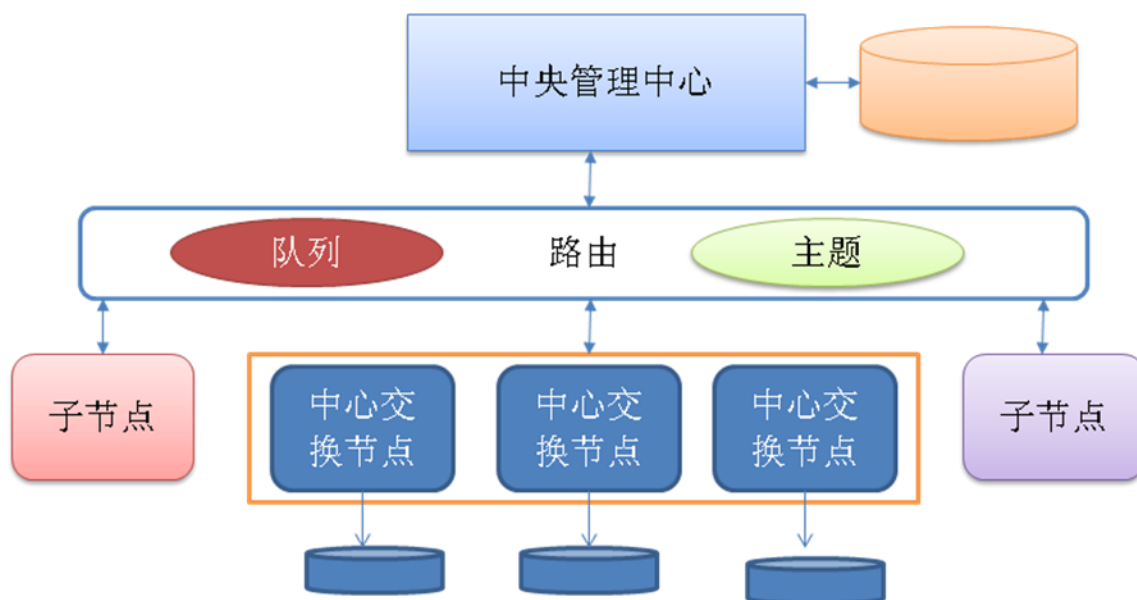 中央管理中心
队列
路由
主题
子节点
中心交
换节点
中心交
换节点
中心交
换节点
子节点